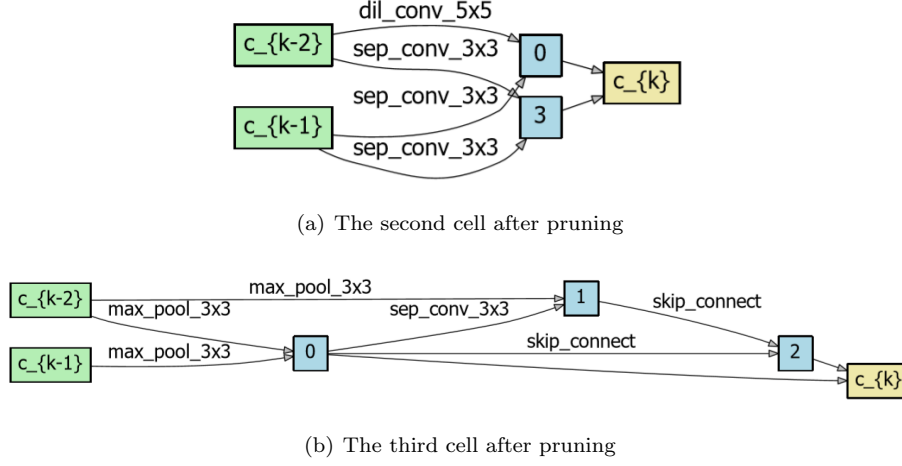 dil_conv_5x5
c_{k-2}
sep_conv_3x3
0
c_{k}
sep_conv_3x3
3
c_{k-1}
sep_conv_3x3
(a) The second cell after pruning
c_{k-2}
max_pool_3x3
1
max_pool_3x3
sep_conv_3x3
skip_connect
c_{k-1}
max_pool_3x3
0
skip_connect
2
c_{k}
(b) The third cell after pruning